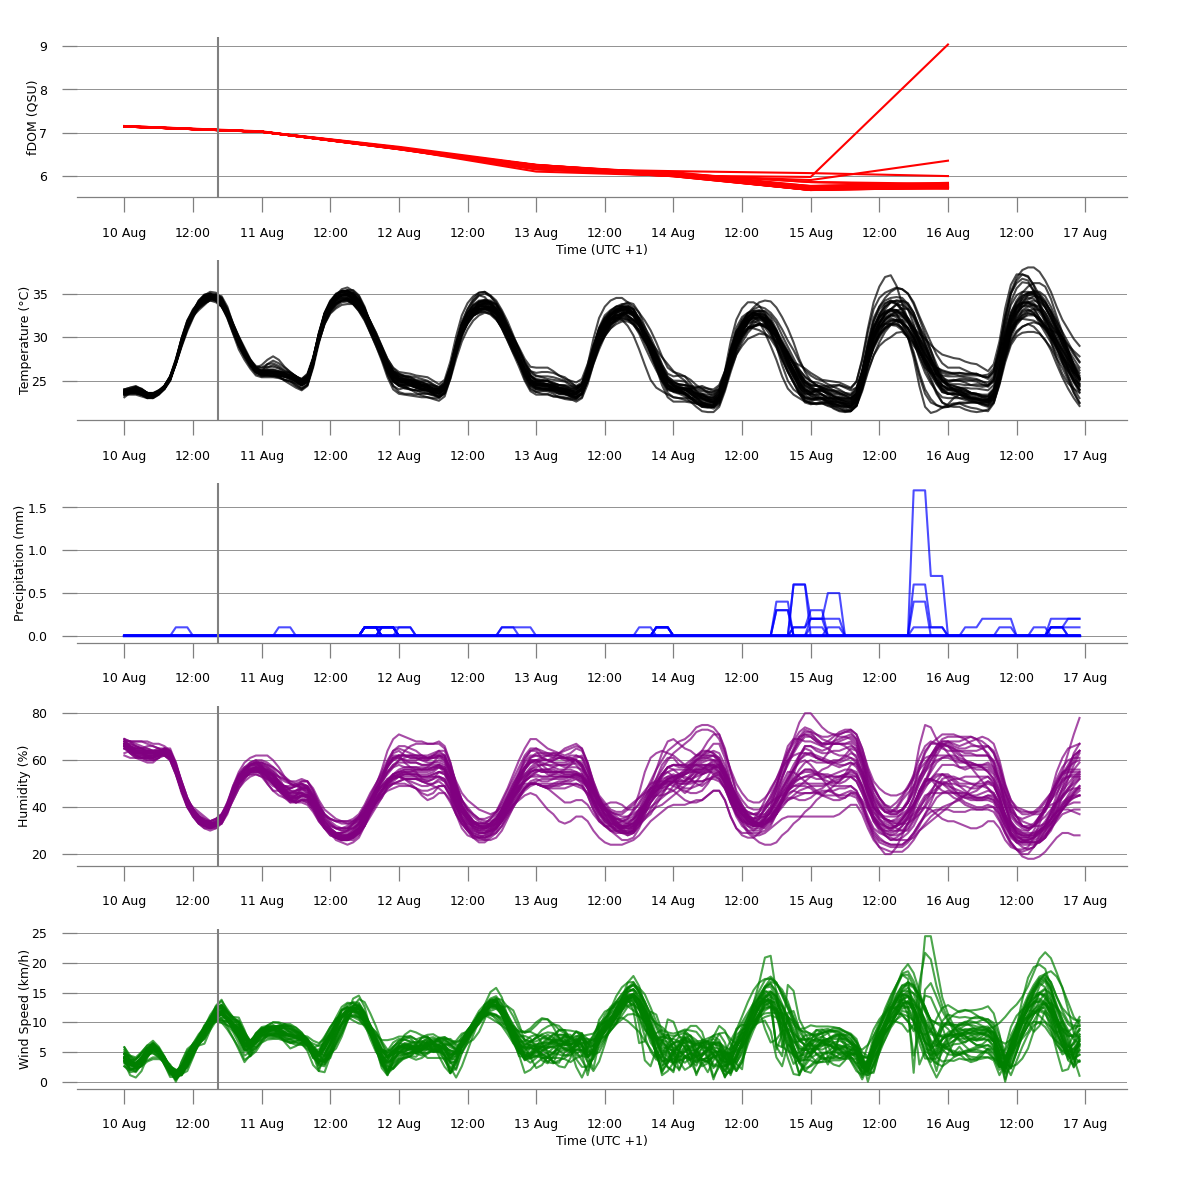 fDOM (QSU)
9
8
7
6
10 Aug 12:00 11 Aug 12:00 12 Aug 12:00 13 Aug 12:00 14 Aug 12:00 15 Aug 12:00 16 Aug 12:00 17 Aug
Time (UTC +1)
Temperature (°C)
35
30
25
10 Aug 12:00 11 Aug 12:00 12 Aug 12:00 13 Aug 12:00 14 Aug 12:00 15 Aug 12:00 16 Aug 12:00 17 Aug
Precipitation (mm)
1.5
1.0
0.5
0.0
10 Aug 12:00 11 Aug 12:00 12 Aug 12:00 13 Aug 12:00 14 Aug 12:00 15 Aug 12:00 16 Aug 12:00 17 Aug
Humidity (%)
80
60
40
20
10 Aug 12:00 11 Aug 12:00 12 Aug 12:00 13 Aug 12:00 14 Aug 12:00 15 Aug 12:00 16 Aug 12:00 17 Aug
Wind Speed (km/h)
25
20
15
10
5
0
10 Aug 12:00 11 Aug 12:00 12 Aug 12:00 13 Aug 12:00 14 Aug 12:00 15 Aug 12:00 16 Aug 12:00 17 Aug
Time (UTC +1)